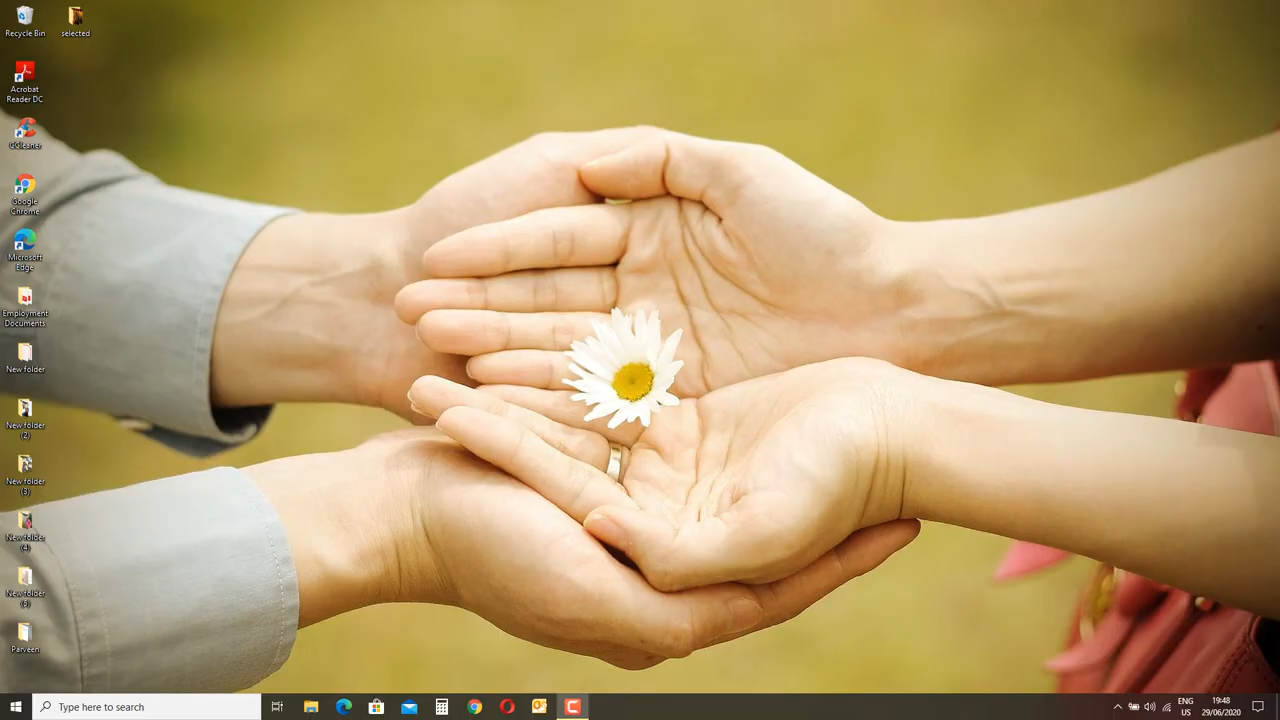 Recycle Bin
selected
Acrobat
Reader DC
CCleaner
Google
Chrome
Microsoft
Edge
Employment
Documents
New folder
New folder
(2)
New folder
(3)
New folder
(4)
New folder
Parveen
Type here to search
ENG
US
19:48
29/06/2020